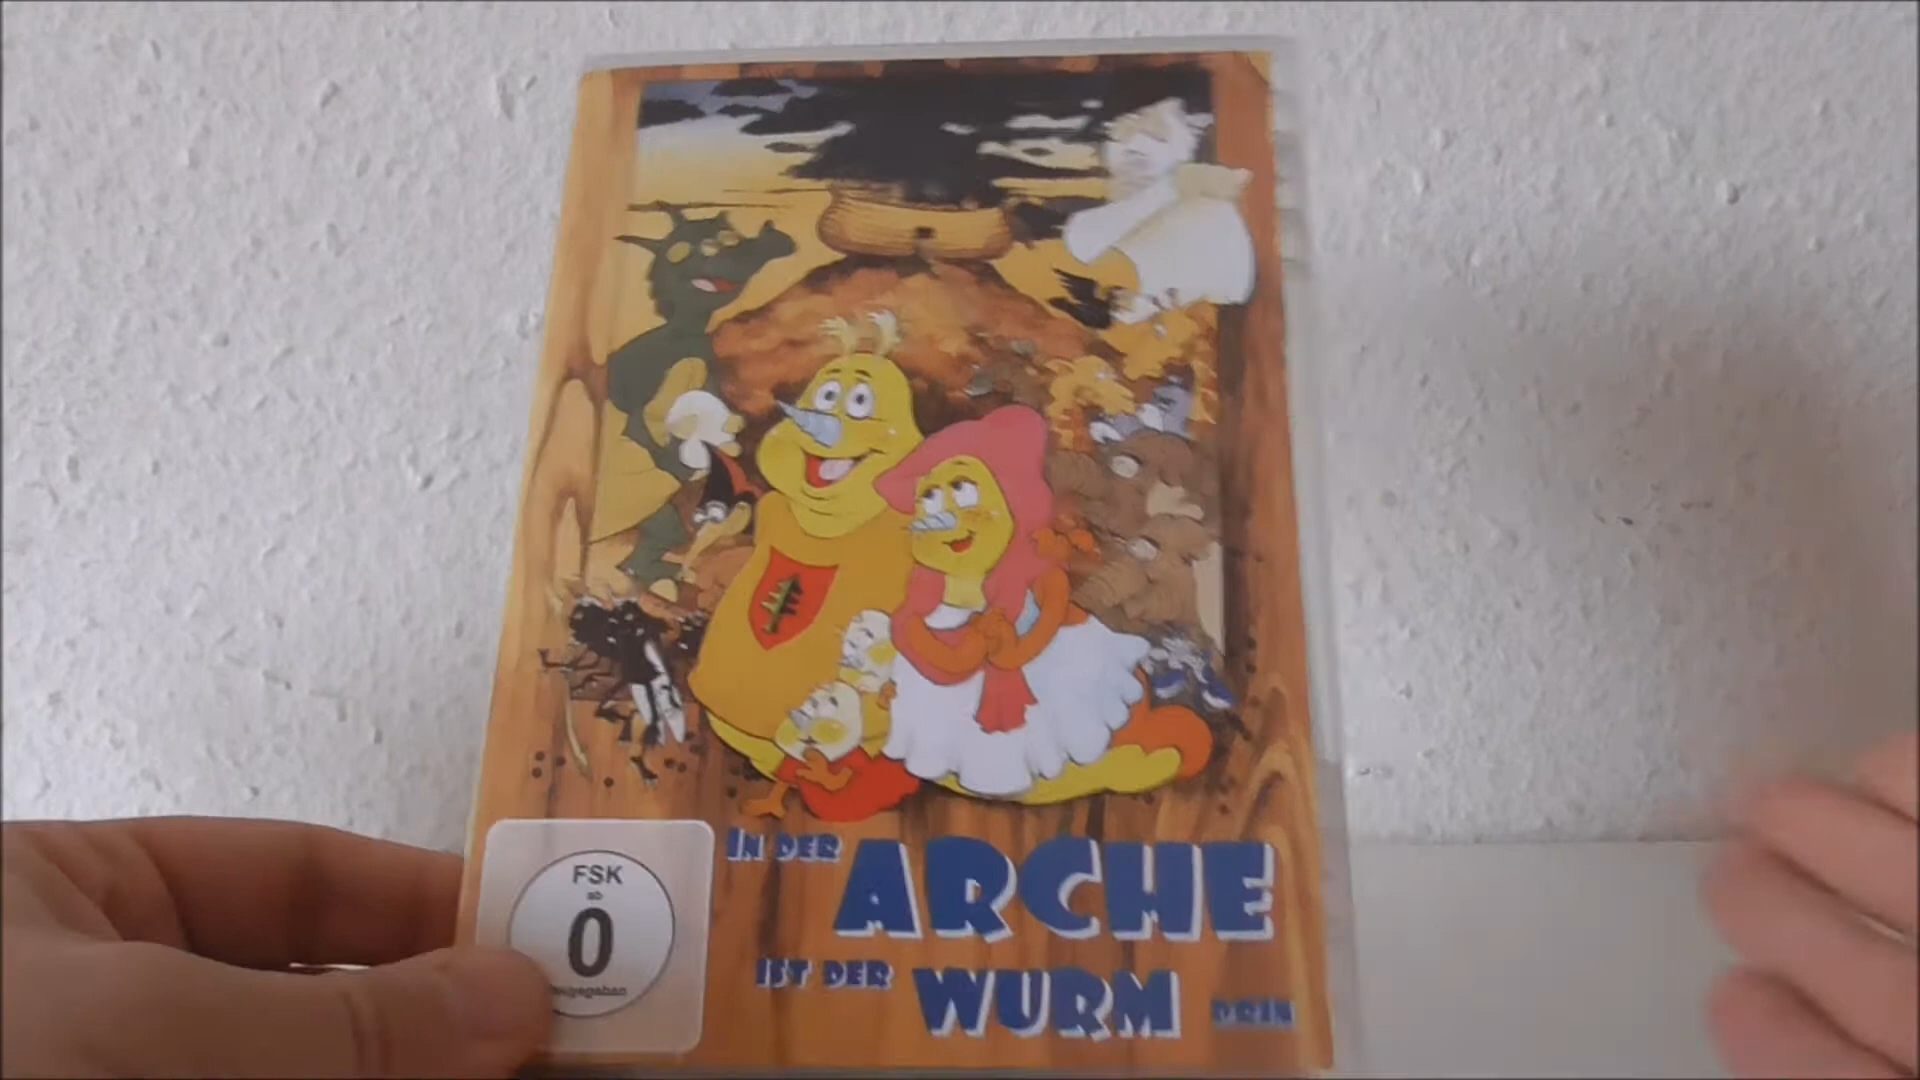 IN DER ARCHE
IST DER WURM DRIN
FSK
ab
0
freigegeben